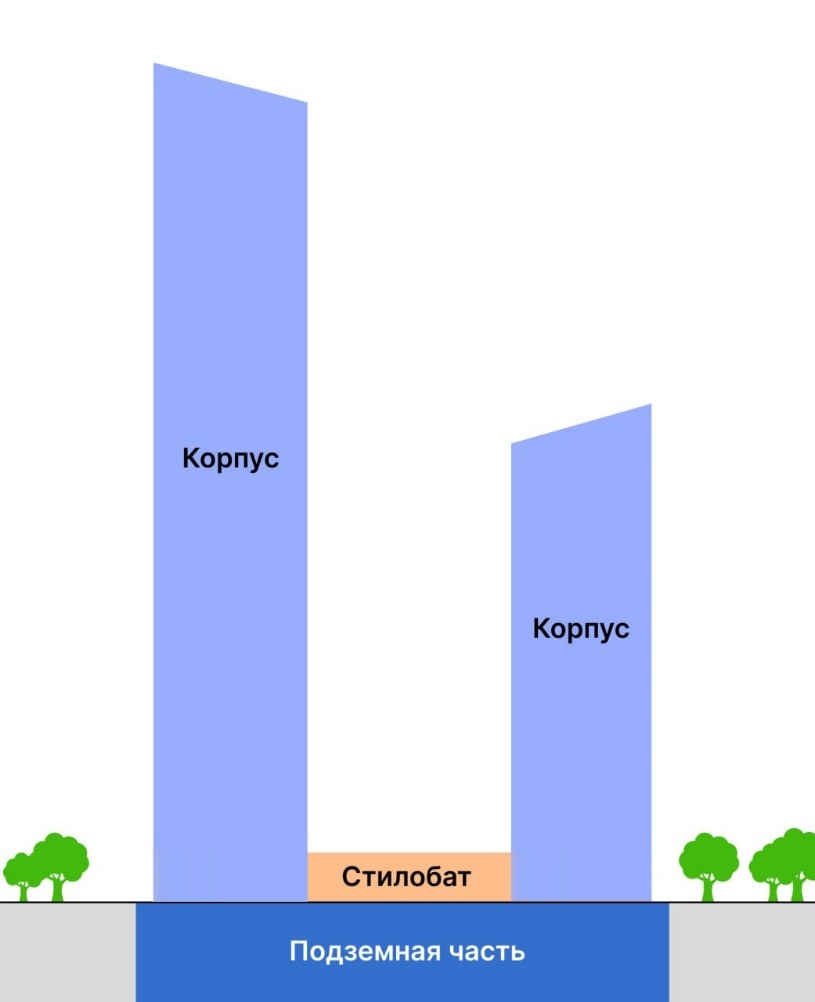 Корпус
Корпус
Стилобат
Подземная часть